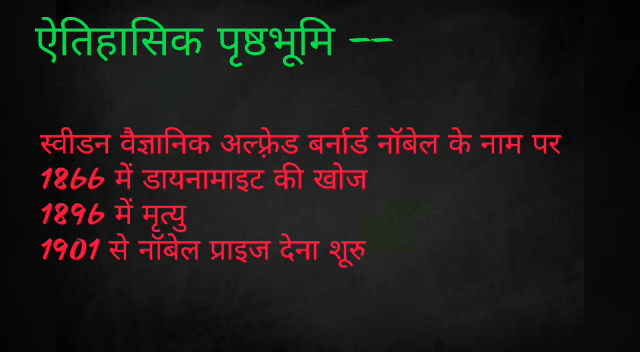 ऐतिहासिक पृष्ठभूमि --
स्वीडन वैज्ञानिक अल्फ्रेड बर्नार्ड नॉबेल के नाम पर
1866 में डायनामाइट की खोज
1896 में मृत्यु
1901 से नॉबेल प्राइज देना शूरु